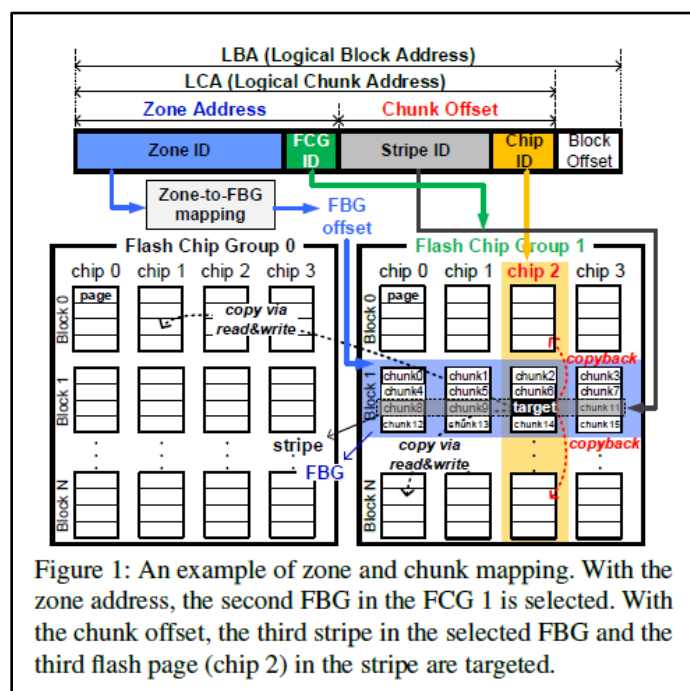 LBA (Logical Block Address)
LCA (Logical Chunk Address)
Zone Address Chunk Offset
Zone ID FCG ID Stripe ID Chip ID Block Offset
Zone-to-FBG mapping
FBG offset
Flash Chip Group 0 Flash Chip Group 1
chip 0 chip 1 chip 2 chip 3 chip 0 chip 1 chip 2 chip 3
Block 0 page Block 0 page
copy via read&write
copyback
Block 1 Block 1
chunk0 chunk1 chunk2 chunk3
chunk4 chunk5 chunk6 chunk7
chunk8 chunk9 target chunk11
chunk12 chunk13 chunk14 chunk15
stripe
FBG
copy via read&write
copyback
Block N Block N
Figure 1: An example of zone and chunk mapping. With the
zone address, the second FBG in the FCG 1 is selected. With
the chunk offset, the third stripe in the selected FBG and the
third flash page (chip 2) in the stripe are targeted.